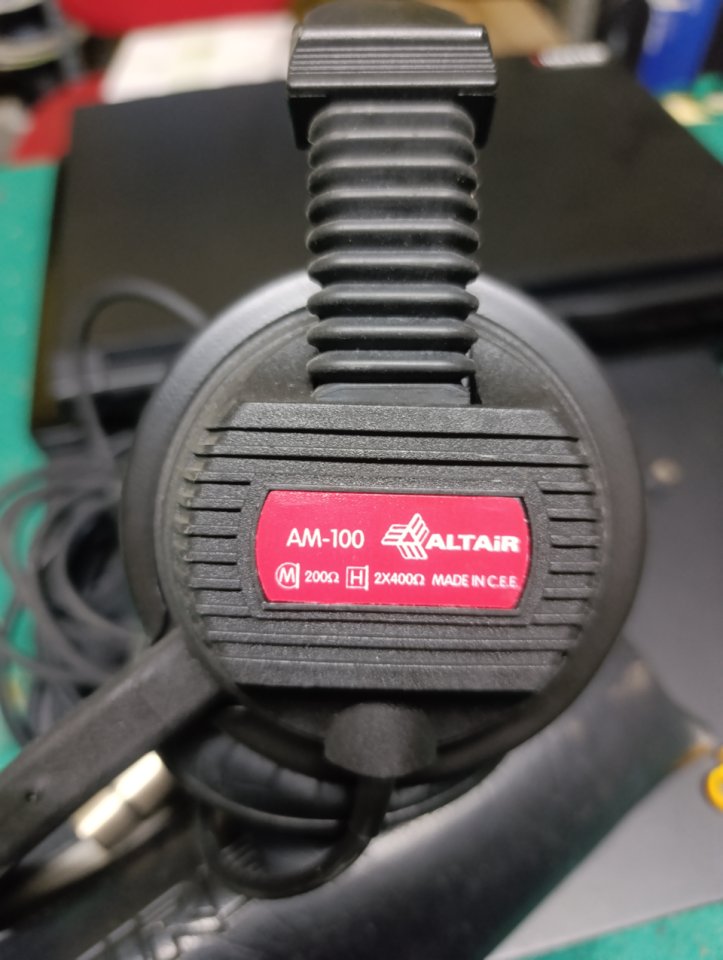 AM-100 ALTAiR
M 200Ω H 2X400Ω MADE IN C.E.E.